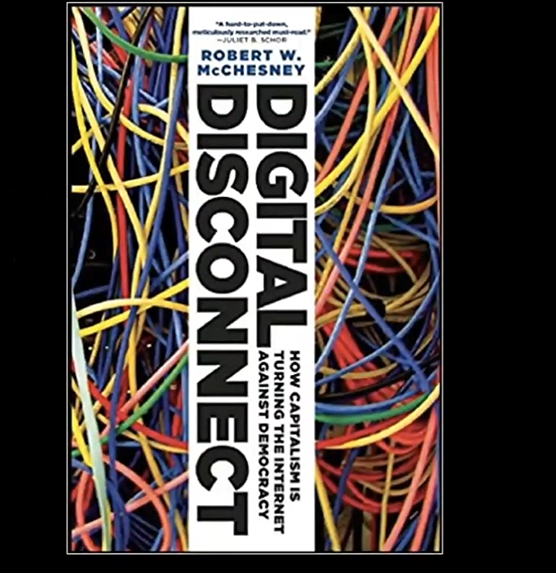 "A hard-to-put-down,
meticulously researched must-read."
—JULIET B. SCHOR
ROBERT W.
McCHESNEY
DIGITAL
DISCONNECT
HOW CAPITALISM IS
TURNING THE INTERNET
AGAINST DEMOCRACY